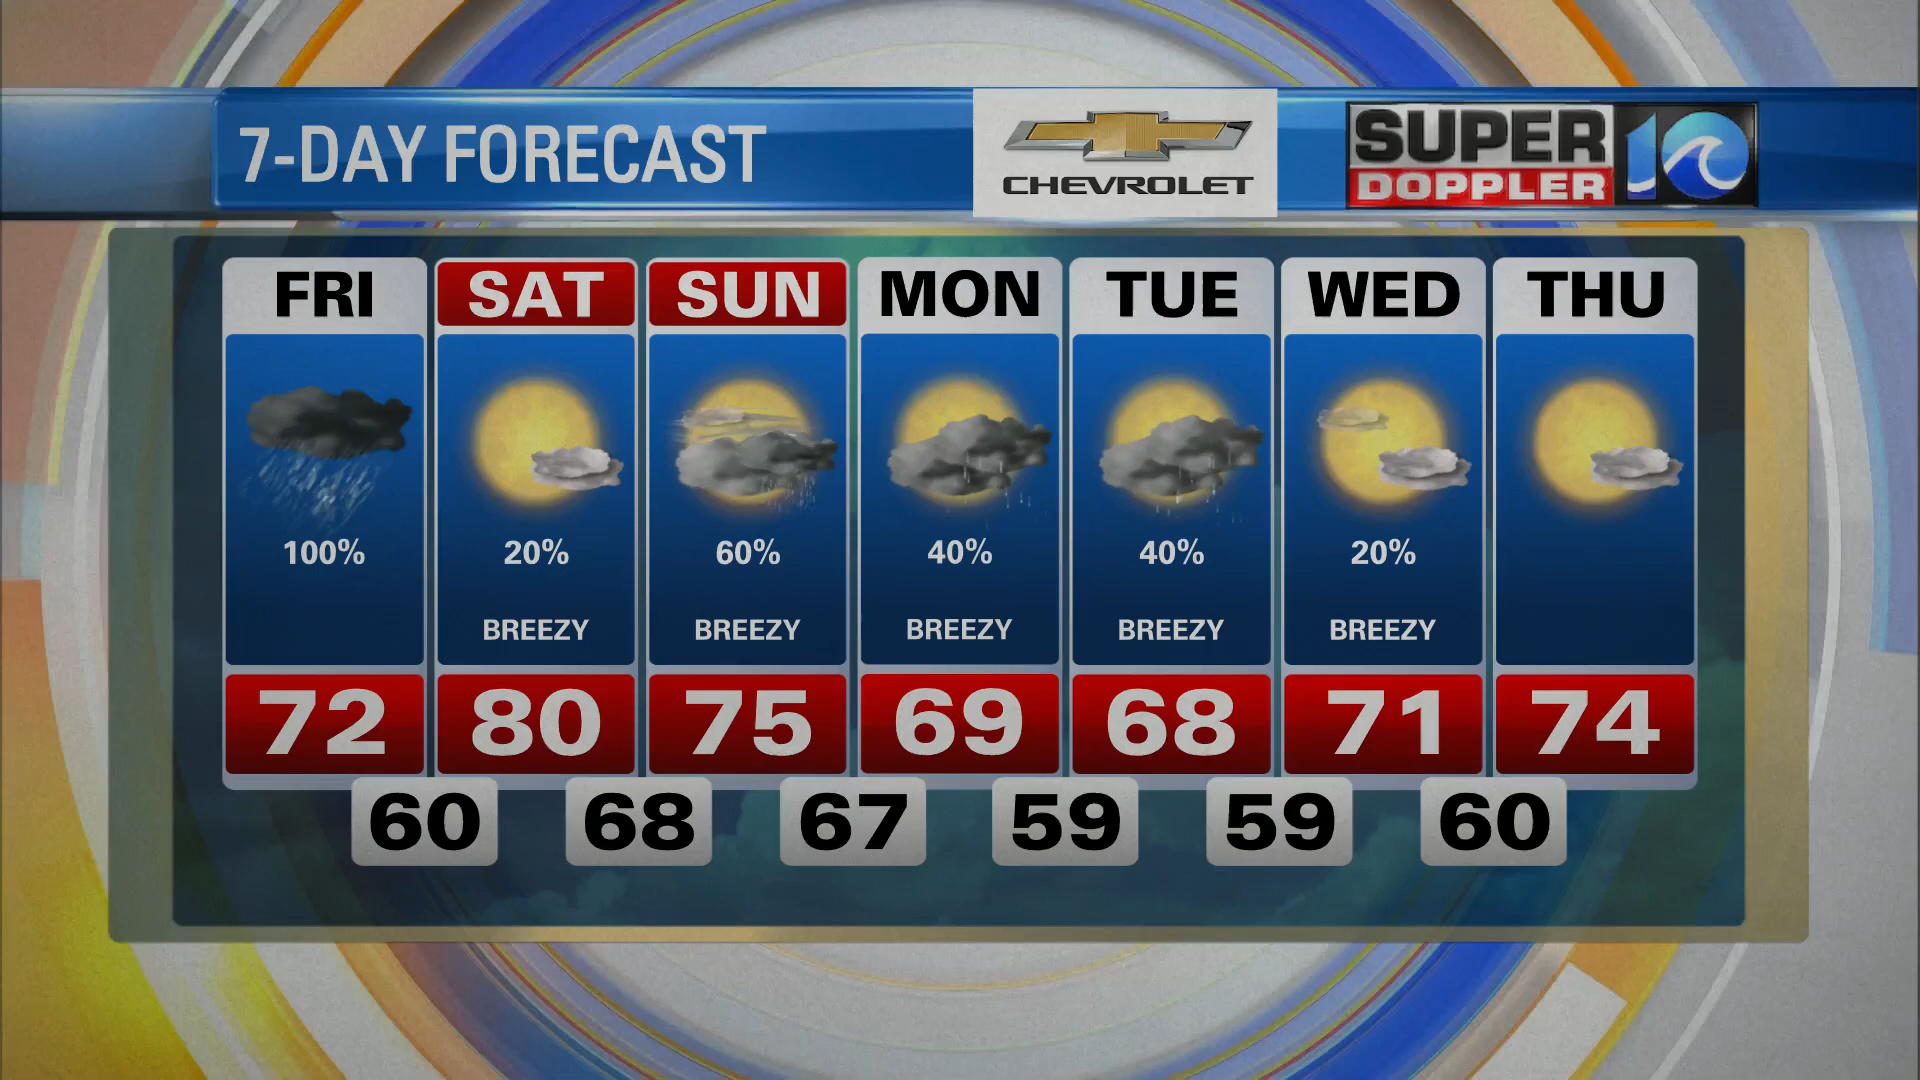 7-DAY FORECAST
CHEVROLET
SUPER
DOPPLER
10
FRI SAT SUN MON TUE WED THU
100% 20% 60% 40% 40% 20%
BREEZY BREEZY BREEZY BREEZY BREEZY
72 80 75 69 68 71 74
60 68 67 59 59 60